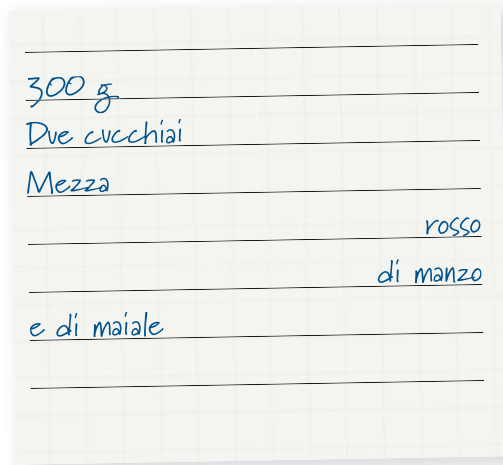 300 g
Due cucchiai
Mezza
rosso
di manzo
e di maiale